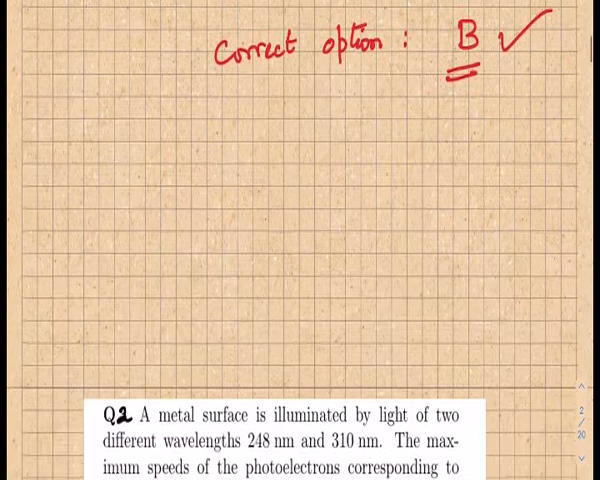 Correct option : B ✓
Q2 A metal surface is illuminated by light of two
different wavelengths 248 nm and 310 nm. The max-
imum speeds of the photoelectrons corresponding to
2
/
20